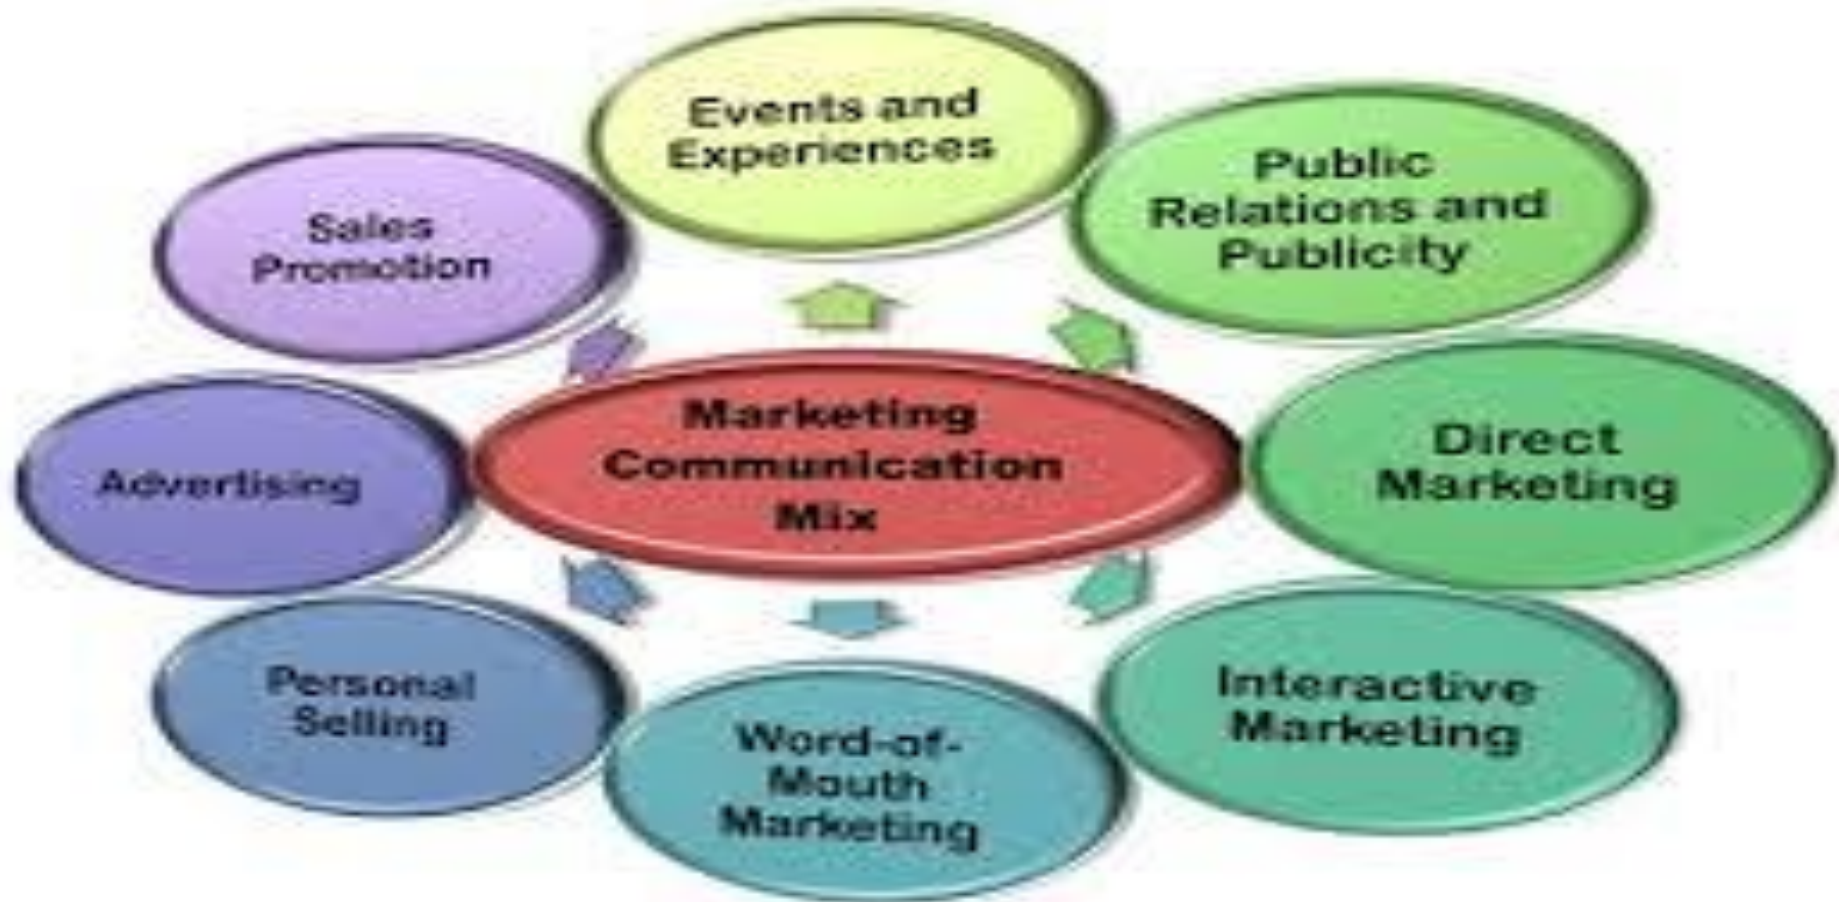 Events and
Experiences
Public
Relations and
Publicity
Sales
Promotion
Marketing
Communication
Mix
Direct
Marketing
Advertising
Personal
Selling
Interactive
Marketing
Word-of-
Mouth
Marketing